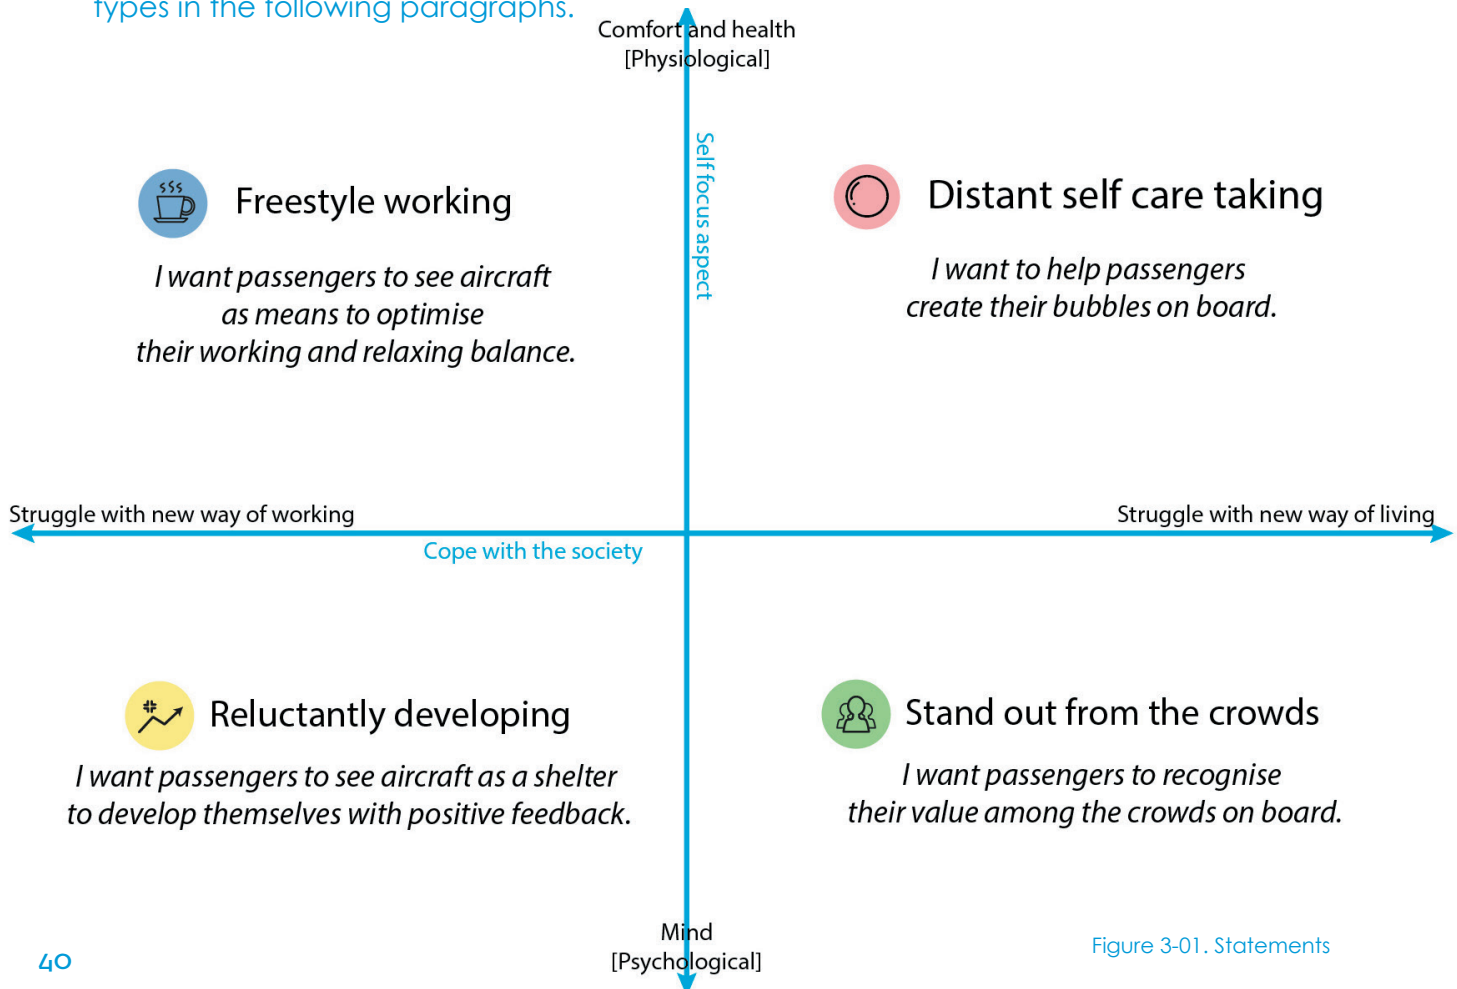 types in the following paragraphs.
Comfort and health
[Physiological]
Self focus aspect
Freestyle working
I want passengers to see aircraft
as means to optimise
their working and relaxing balance.
Distant self care taking
I want to help passengers
create their bubbles on board.
Struggle with new way of working
Struggle with new way of living
Cope with the society
Reluctantly developing
I want passengers to see aircraft as a shelter
to develop themselves with positive feedback.
Stand out from the crowds
I want passengers to recognise
their value among the crowds on board.
Mind
[Psychological]
Figure 3-01. Statements
40